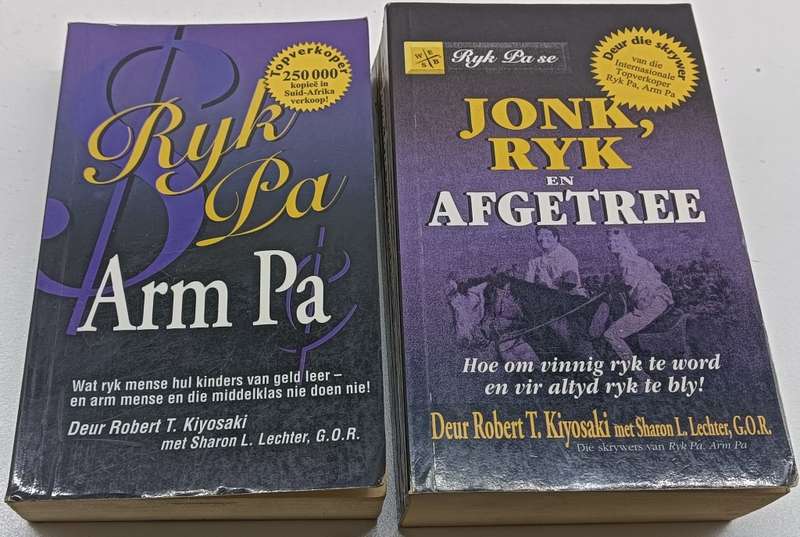 Topverkoper
250 000
kopieë in
Suid-Afrika
verkoop!
Ryk
Pa
Arm Pa
Wat ryk mense hul kinders van geld leer –
en arm mense en die middelklas nie doen nie!
Deur Robert T. Kiyosaki
met Sharon L. Lechter, G.O.R.
W E
S B
Ryk Pa se
Deur die skrywer
van die
Internasionale
Topverkoper
Ryk Pa, Arm Pa
JONK,
RYK
EN
AFGETREE
Hoe om vinnig ryk te word
en vir altyd ryk te bly!
Deur Robert T. Kiyosaki met Sharon L. Lechter, G.O.R.
Die skrywers van Ryk Pa, Arm Pa